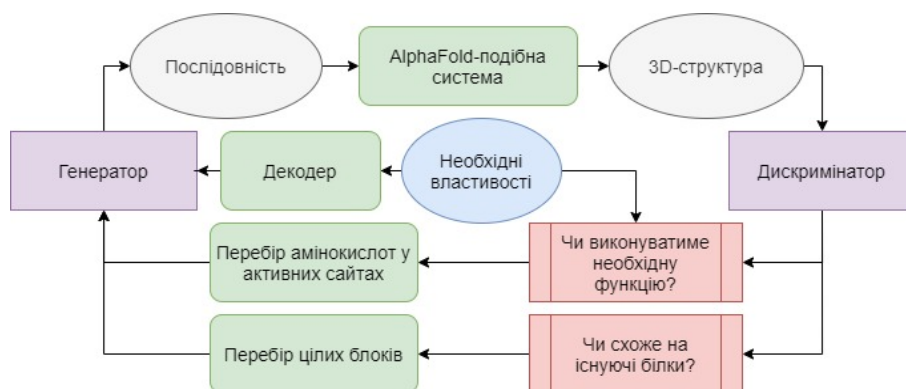 Послідовність
AlphaFold-подібна
система
3D-структура
Генератор
Декодер
Необхідні
властивості
Дискримінатор
Перебір амінокислот у
активних сайтах
Чи виконуватиме
необхідну
функцію?
Перебір цілих блоків
Чи схоже на
існуючі білки?